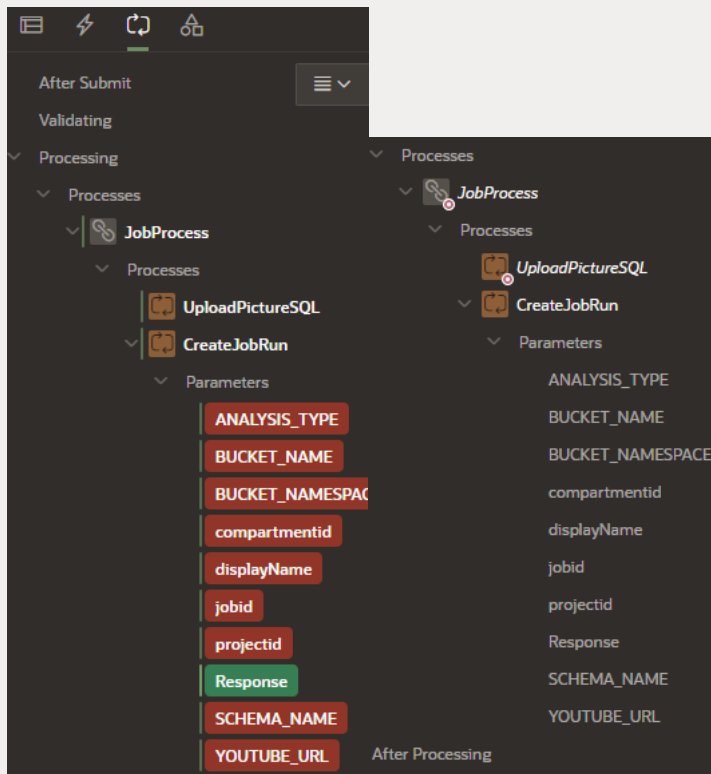 After Submit
Validating
Processing
Processes
JobProcess
Processes
UploadPictureSQL
CreateJobRun
Parameters
ANALYSIS_TYPE
BUCKET_NAME
BUCKET_NAMESPAC
compartmentid
displayName
jobid
projectid
Response
SCHEMA_NAME
YOUTUBE_URL
Processes
JobProcess
Processes
UploadPictureSQL
CreateJobRun
Parameters
ANALYSIS_TYPE
BUCKET_NAME
BUCKET_NAMESPACE
compartmentid
displayName
jobid
projectid
Response
SCHEMA_NAME
YOUTUBE_URL
After Processing